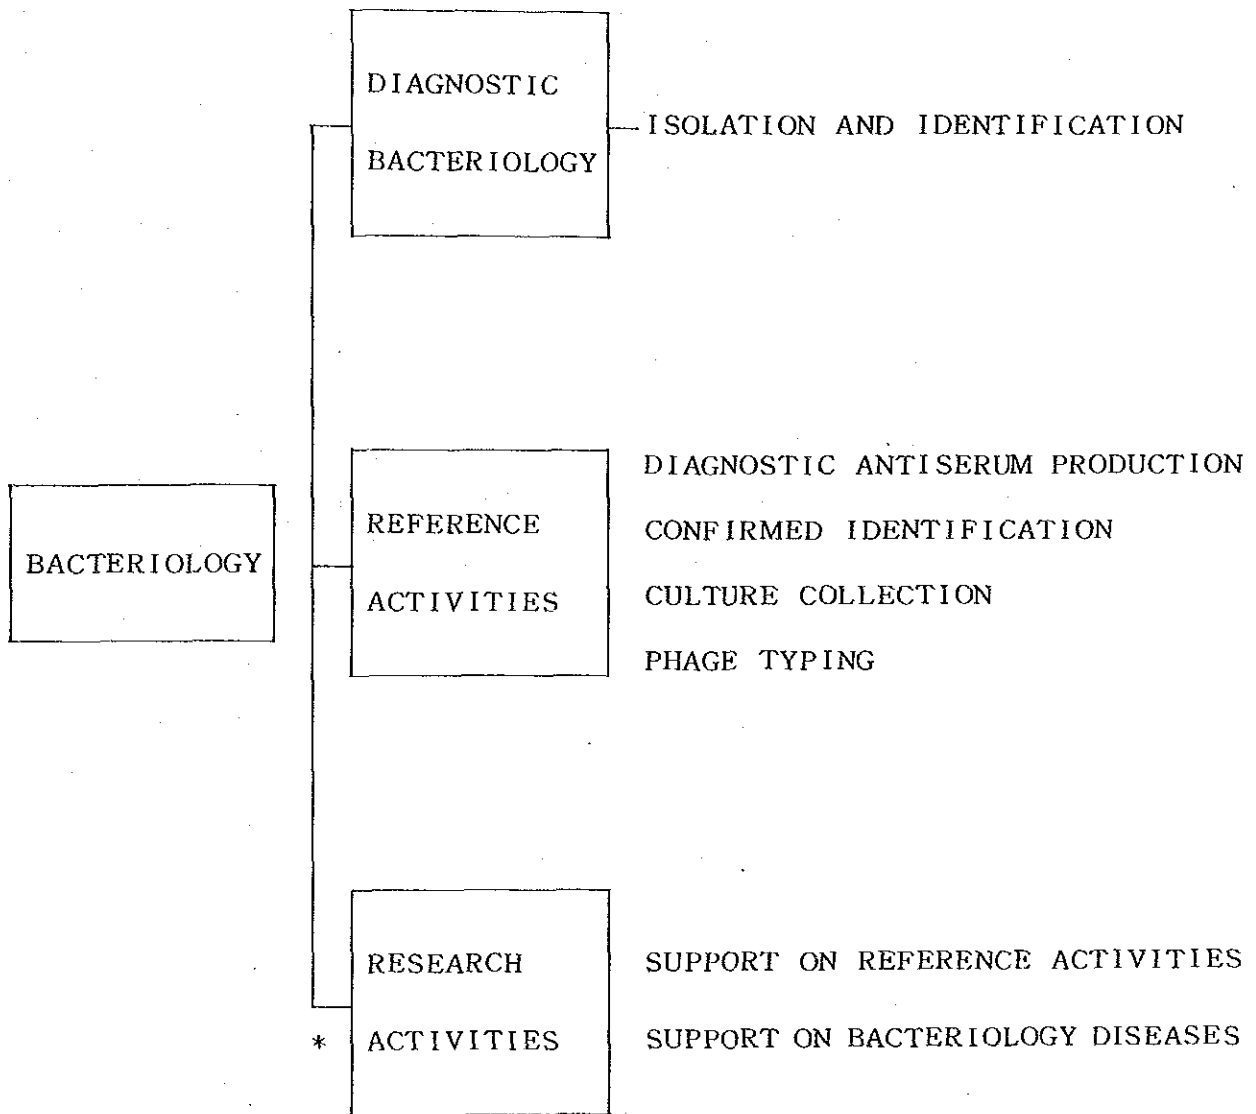 DIAGNOSTIC
BACTERIOLOGY
ISOLATION AND IDENTIFICATION
BACTERIOLOGY
REFERENCE
ACTIVITIES
DIAGNOSTIC ANTISERUM PRODUCTION
CONFIRMED IDENTIFICATION
CULTURE COLLECTION
PHAGE TYPING
RESEARCH
* ACTIVITIES
SUPPORT ON REFERENCE ACTIVITIES
SUPPORT ON BACTERIOLOGY DISEASES